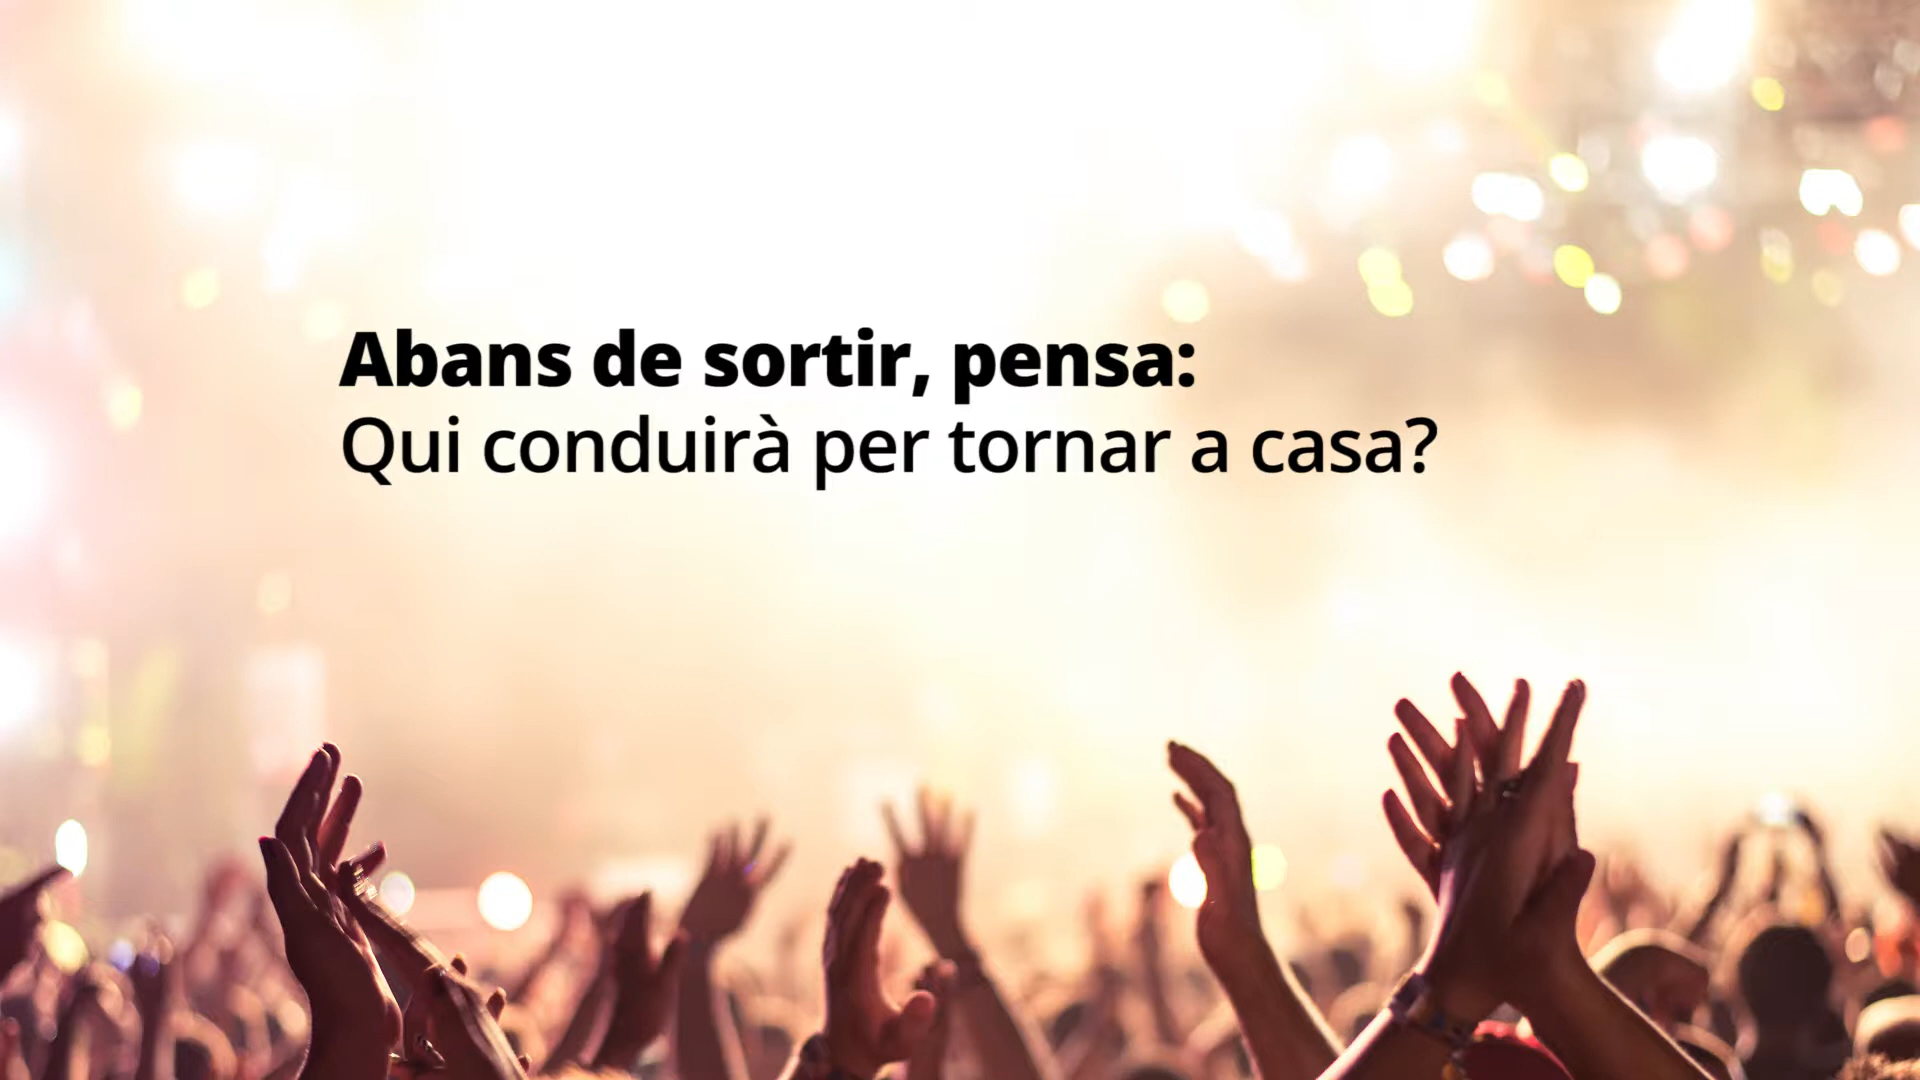 Abans de sortir, pensa:
Qui conduirà per tornar a casa?